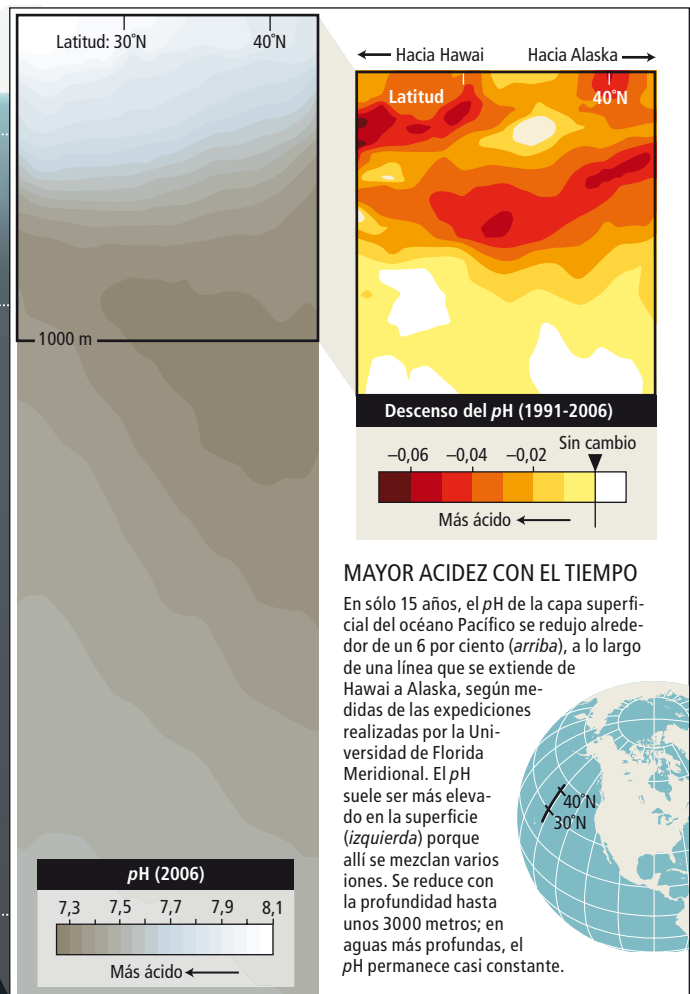 Latitud: 30°N
40°N
1000 m
pH (2006)
7,3 7,5 7,7 7,9 8,1
Más ácido
Hacia Hawai
Hacia Alaska
Latitud
40°N
Descenso del pH (1991-2006)
Sin cambio
–0,06 –0,04 –0,02
Más ácido
MAYOR ACIDEZ CON EL TIEMPO
En sólo 15 años, el pH de la capa superfi-
cial del océano Pacífico se redujo alrede-
dor de un 6 por ciento (arriba), a lo largo
de una línea que se extiende de
Hawai a Alaska, según me-
didas de las expediciones
realizadas por la Uni-
versidad de Florida
Meridional. El pH
suele ser más eleva-
do en la superficie
(izquierda) porque
allí se mezclan varios
iones. Se reduce con
la profundidad hasta
unos 3000 metros; en
aguas más profundas, el
pH permanece casi constante.
40°N
30°N